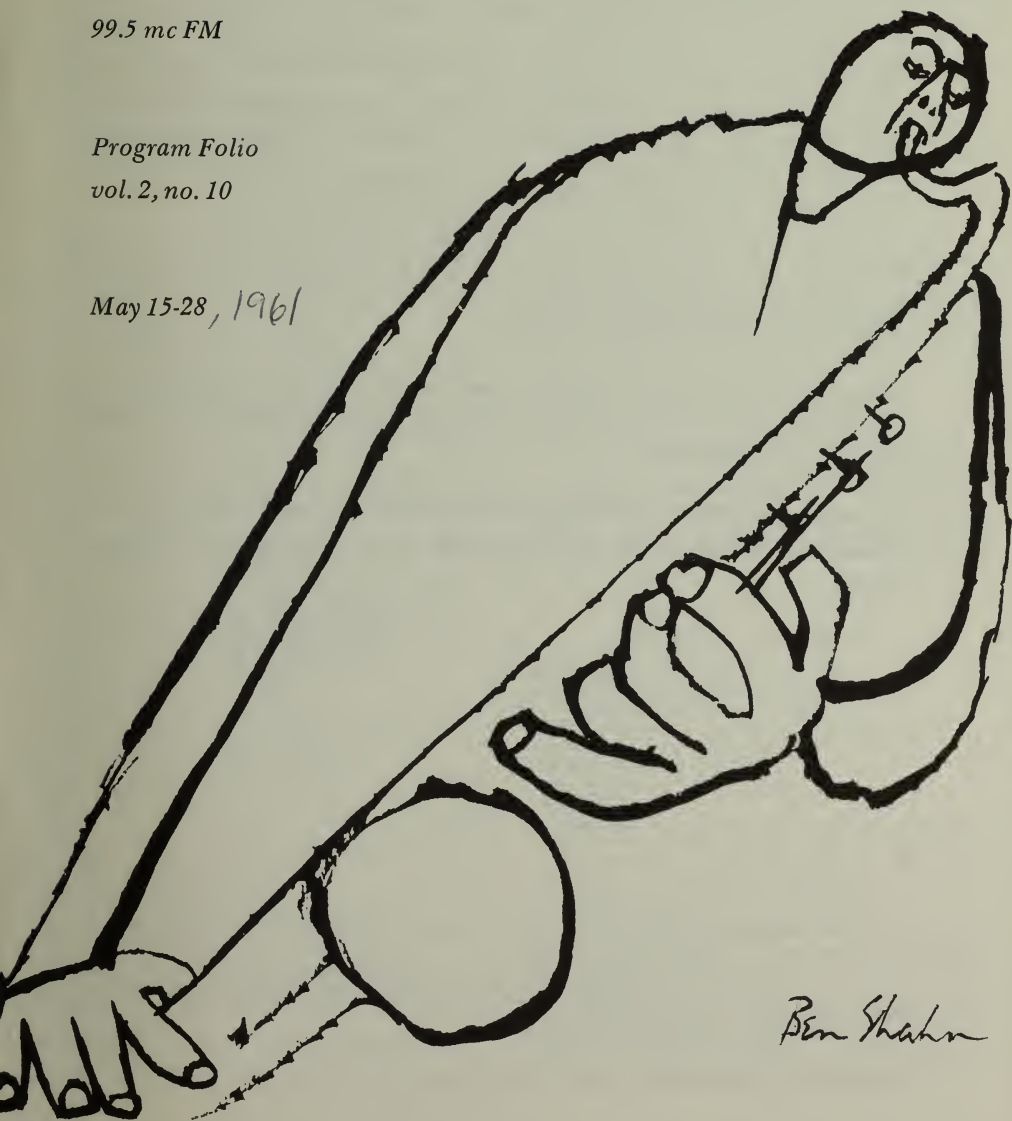 99.5 mc FM
Program Folio
vol. 2, no. 10
May 15-28, 1961
Ben Shahn